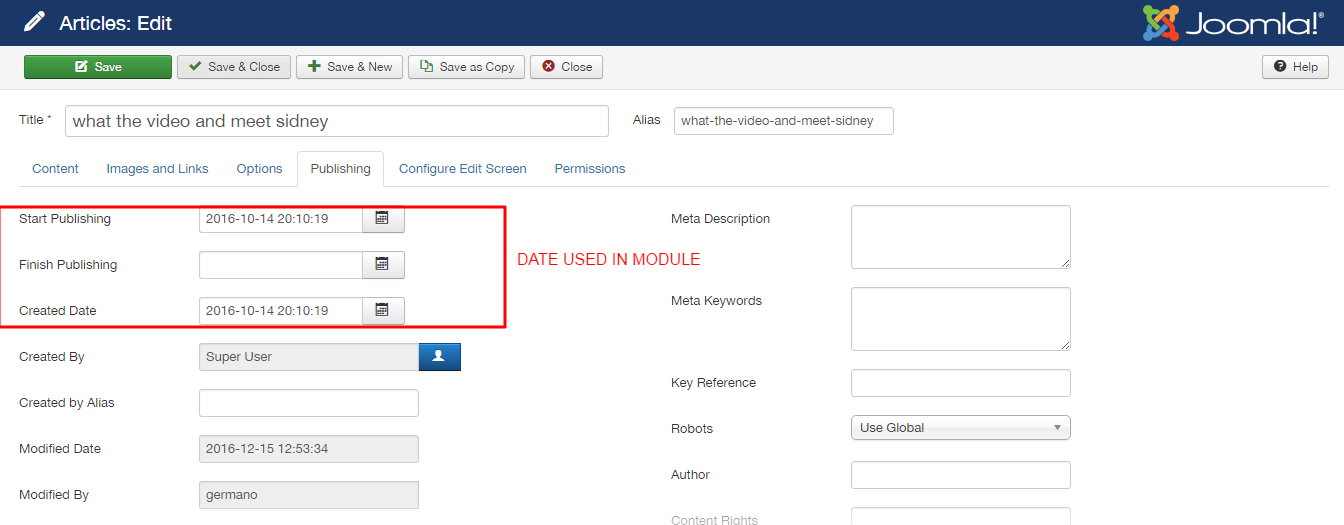 Articles: Edit
Joomla!®
Save
Save & Close
Save & New
Save as Copy
Close
Help
Title *
what the video and meet sidney
Alias
what-the-video-and-meet-sidney
Content
Images and Links
Options
Publishing
Configure Edit Screen
Permissions
Start Publishing
2016-10-14 20:10:19
Finish Publishing
Created Date
2016-10-14 20:10:19
DATE USED IN MODULE
Created By
Super User
Created by Alias
Modified Date
2016-12-15 12:53:34
Modified By
germano
Meta Description
Meta Keywords
Key Reference
Robots
Use Global
Author
Content Rights